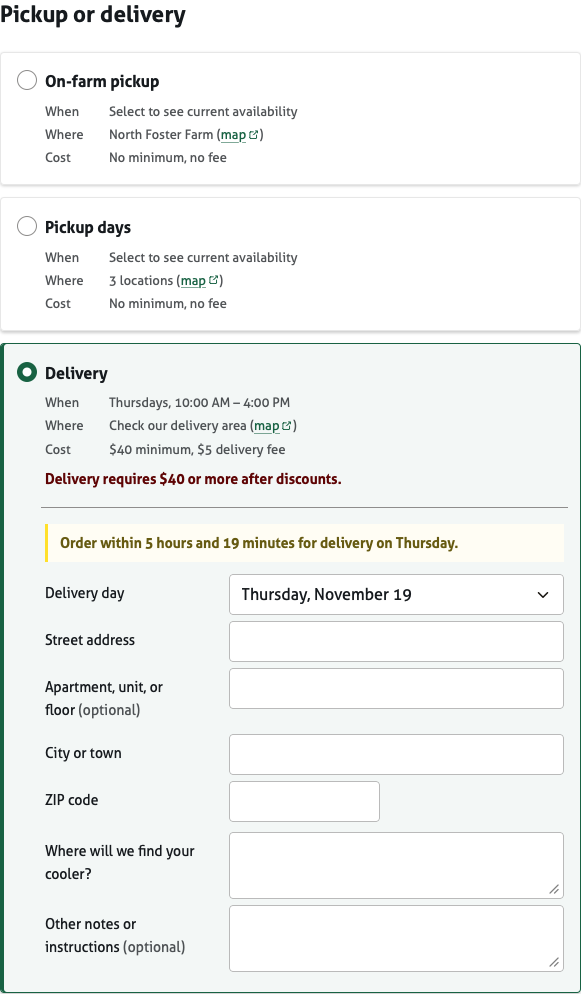 Pickup or delivery
On-farm pickup
When Select to see current availability
Where North Foster Farm (map)
Cost No minimum, no fee
Pickup days
When Select to see current availability
Where 3 locations (map)
Cost No minimum, no fee
Delivery
When Thursdays, 10:00 AM – 4:00 PM
Where Check our delivery area (map)
Cost $40 minimum, $5 delivery fee
Delivery requires $40 or more after discounts.
Order within 5 hours and 19 minutes for delivery on Thursday.
Delivery day Thursday, November 19
Street address
Apartment, unit, or
floor (optional)
City or town
ZIP code
Where will we find your
cooler?
Other notes or
instructions (optional)